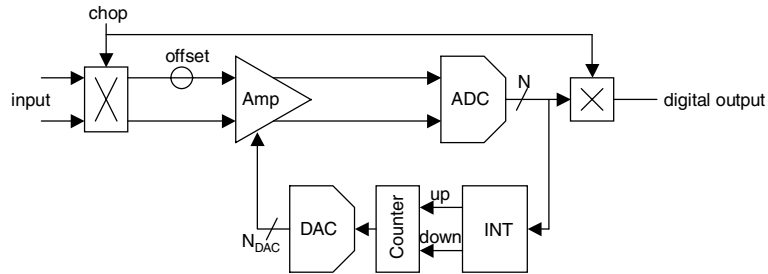 chop
offset
input
Amp
ADC
N
digital output
N_DAC
DAC
Counter
up
down
INT